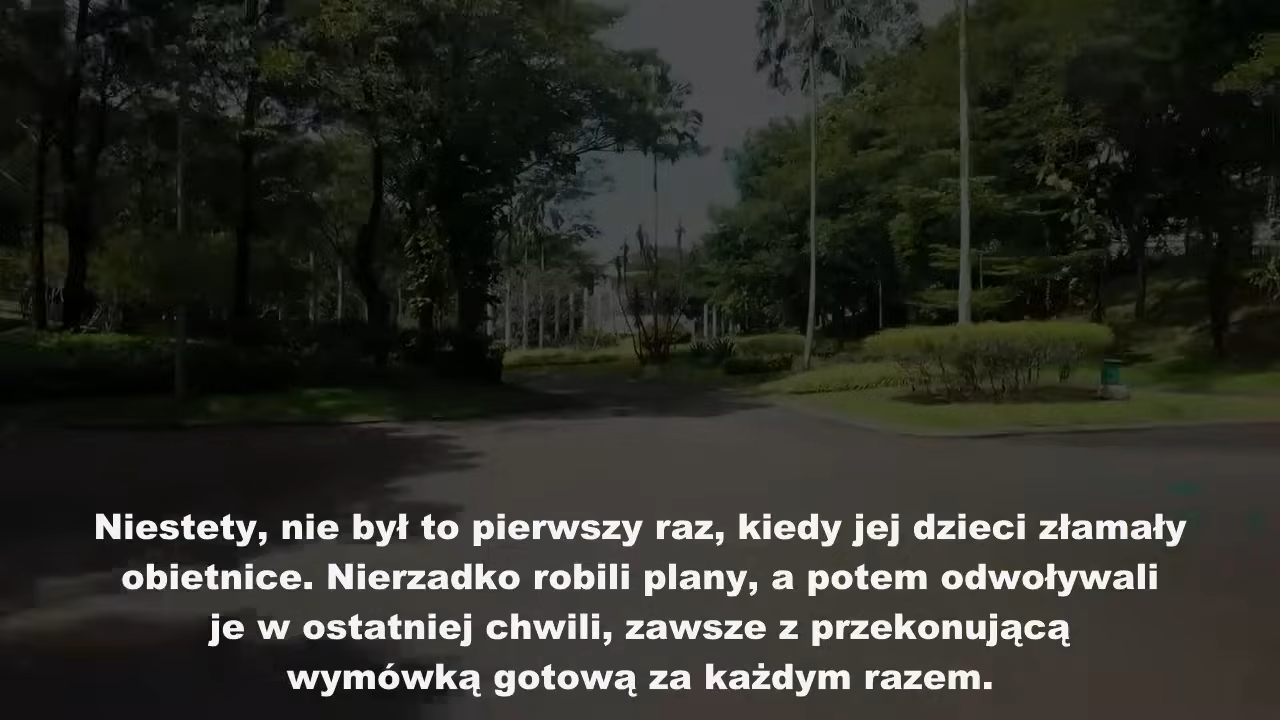 Niestety, nie był to pierwszy raz, kiedy jej dzieci złamały
obietnice. Nierzadko robili plany, a potem odwoływali
je w ostatniej chwili, zawsze z przekonującą
wymówką gotową za każdym razem.